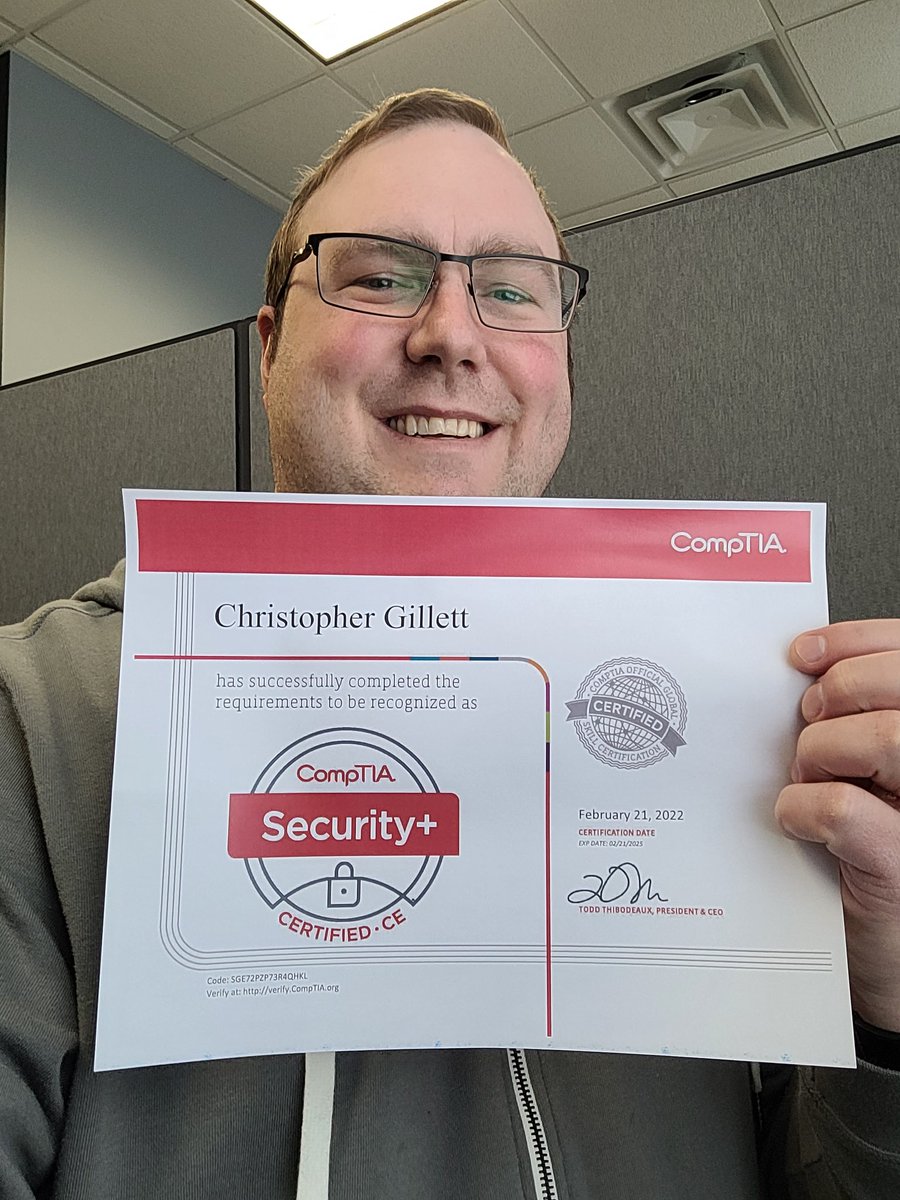 CompTIA.
Christopher Gillett
has successfully completed the
requirements to be recognized as
CompTIA.
Security+
CERTIFIED · CE
COMPTIA OFFICIAL GLOBAL
CERTIFIED
SKILL CERTIFICATION
February 21, 2022
CERTIFICATION DATE
EXP DATE: 02/21/2025
TODD THIBODEAUX, PRESIDENT & CEO
Code: SGE72PZP73R4QHKL
Verify at: http://verify.CompTIA.org